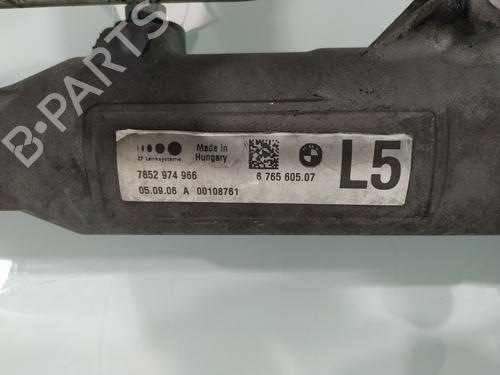 B-PARTS
ZF Lenksysteme
Made in
Hungary
7852 974 966
6 765 605.07
L5
05.09.06 A 00108761